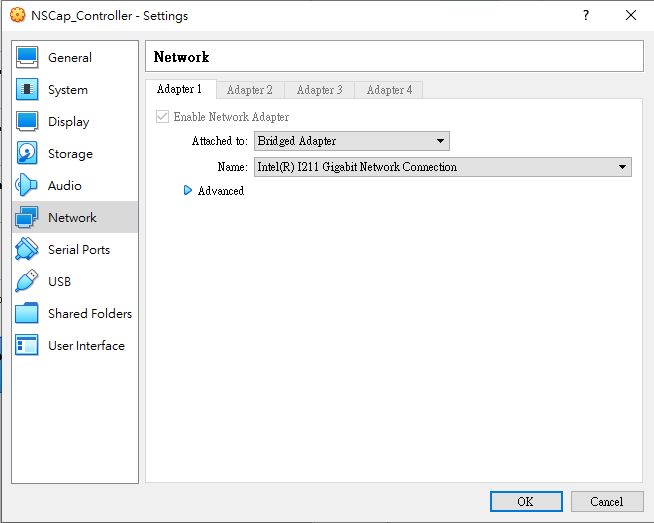 NSCap_Controller - Settings
?
General
System
Display
Storage
Audio
Network
Serial Ports
USB
Shared Folders
User Interface
Network
Adapter 1 Adapter 2 Adapter 3 Adapter 4
Enable Network Adapter
Attached to: Bridged Adapter
Name: Intel(R) I211 Gigabit Network Connection
Advanced
OK Cancel